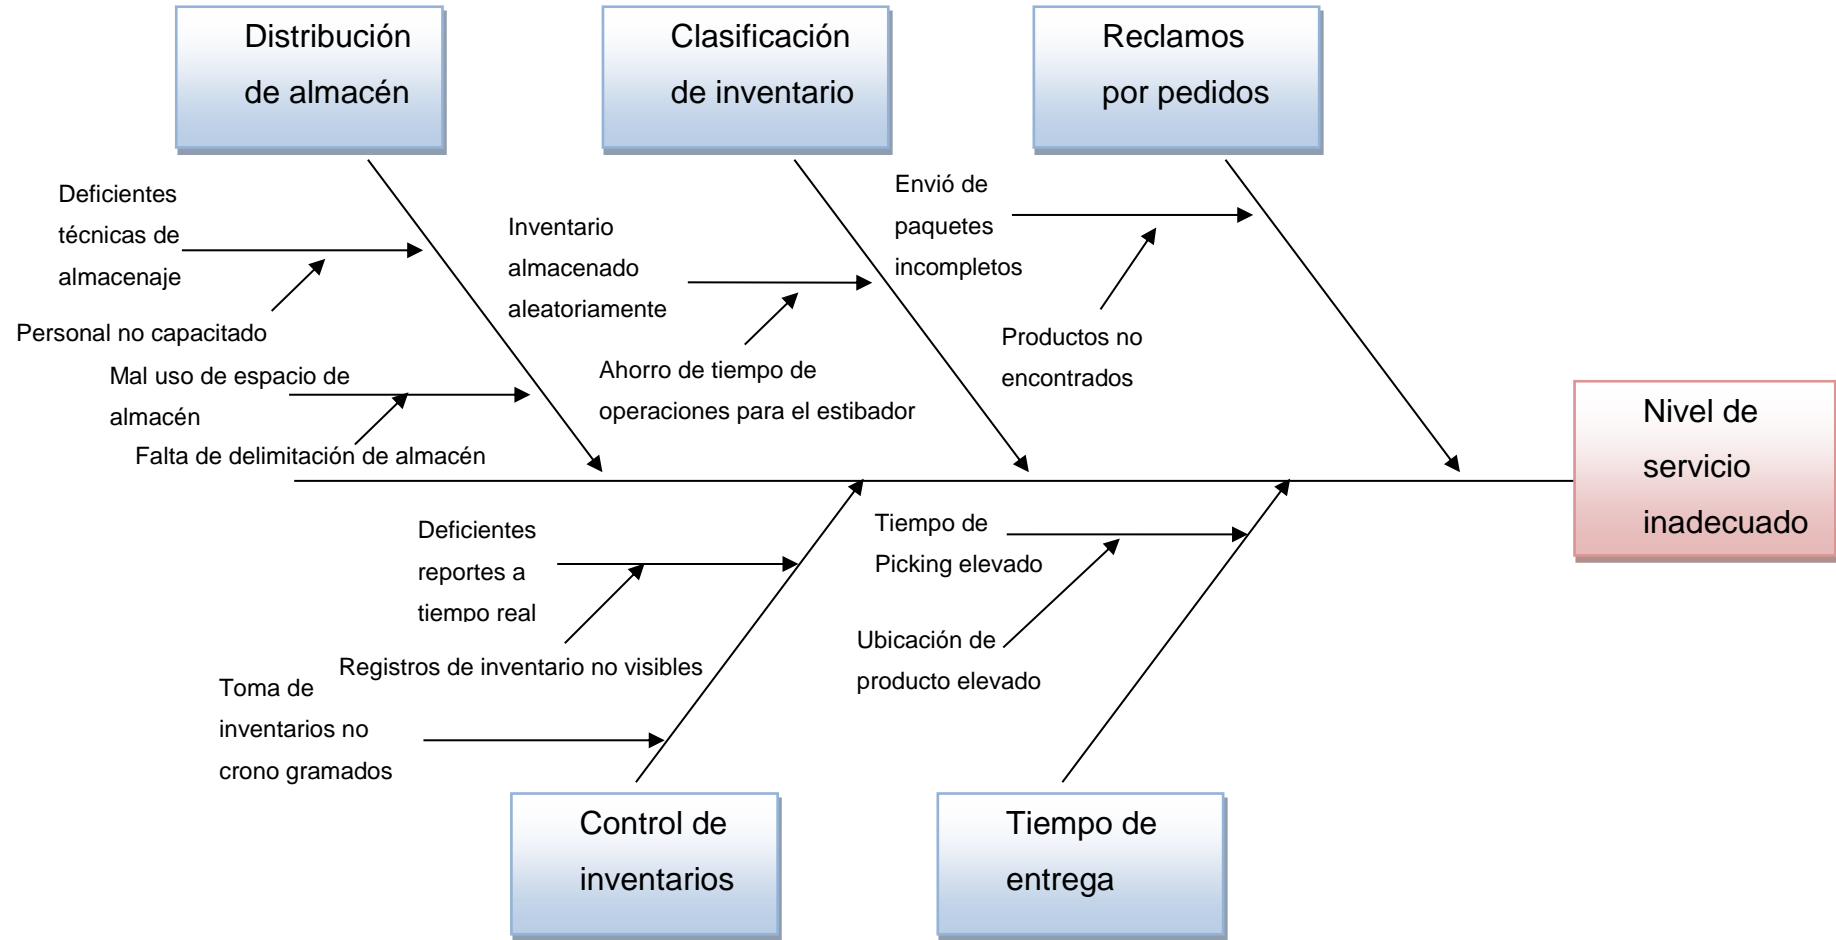 Distribución
de almacén
Clasificación
de inventario
Reclamos
por pedidos
Deficientes
técnicas de
almacenaje
Personal no capacitado
Mal uso de espacio de
almacén
Falta de delimitación de almacén
Inventario
almacenado
aleatoriamente
Ahorro de tiempo de
operaciones para el estibador
Envió de
paquetes
incompletos
Productos no
encontrados
Nivel de
servicio
inadecuado
Deficientes
reportes a
tiempo real
Registros de inventario no visibles
Toma de
inventarios no
crono gramados
Tiempo de
Picking elevado
Ubicación de
producto elevado
Control de
inventarios
Tiempo de
entrega